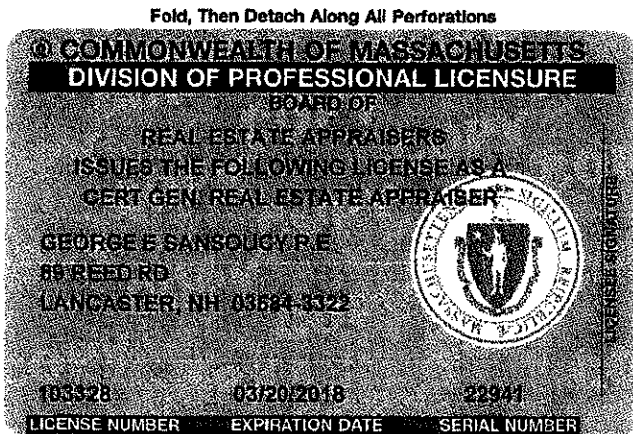 Fold, Then Detach Along All Perforations
COMMONWEALTH OF MASSACHUSETTS
DIVISION OF PROFESSIONAL LICENSURE
BOARD OF
REAL ESTATE APPRAISERS
ISSUES THE FOLLOWING LICENSE AS A
CERT GEN. REAL ESTATE APPRAISER
GEORGE E SANSOUCY P.E
89 REED RD
LANCASTER, NH 03584-3322
LICENSEE SIGNATURE
103328 03/20/2018 22941
LICENSE NUMBER EXPIRATION DATE SERIAL NUMBER